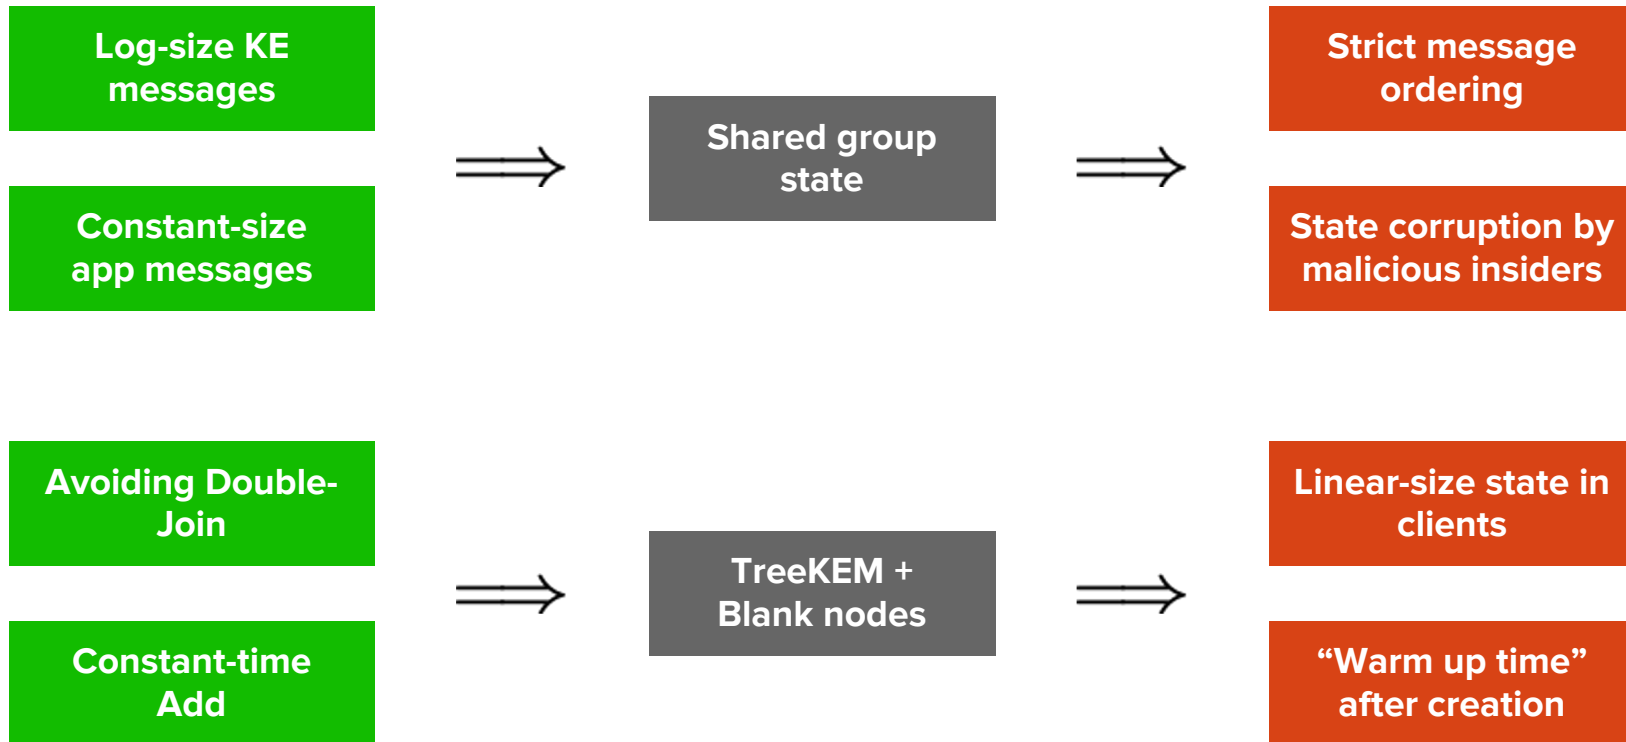 Log-size KE
messages
Constant-size
app messages
⟹
Shared group
state
⟹
Strict message
ordering
State corruption by
malicious insiders
Avoiding Double-
Join
Constant-time
Add
⟹
TreeKEM +
Blank nodes
⟹
Linear-size state in
clients
“Warm up time”
after creation